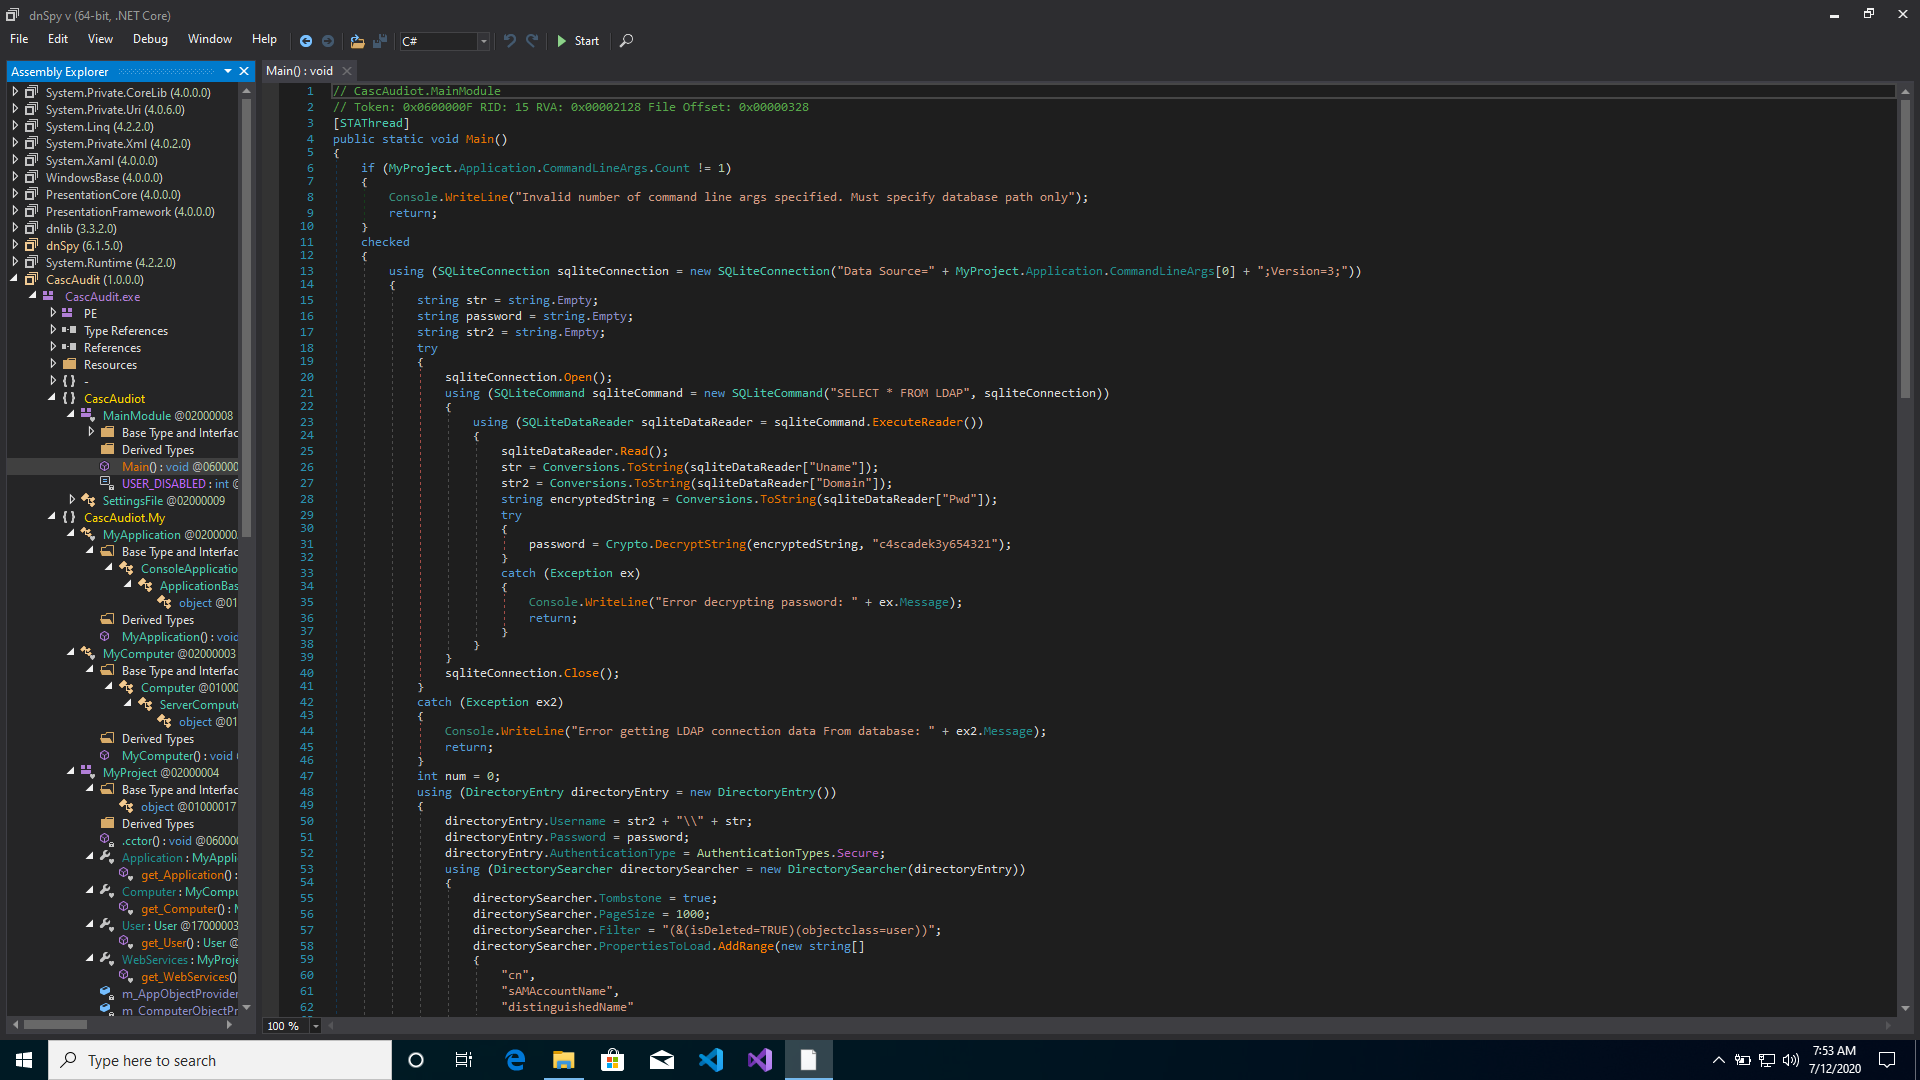 dnSpy v (64-bit, .NET Core)
File Edit View Debug Window Help C# Start
Assembly Explorer
System.Private.CoreLib (4.0.0.0)
System.Private.Uri (4.0.6.0)
System.Linq (4.2.2.0)
System.Private.Xml (4.0.2.0)
System.Xaml (4.0.0.0)
WindowsBase (4.0.0.0)
PresentationCore (4.0.0.0)
PresentationFramework (4.0.0.0)
dnlib (3.3.2.0)
dnSpy (6.1.5.0)
System.Runtime (4.2.2.0)
CascAudit (1.0.0.0)
CascAudit.exe
PE
Type References
References
Resources
{ } -
{ } CascAudiot
MainModule @02000008
Base Type and Interfac
Derived Types
Main() : void @060000
USER_DISABLED : int @
SettingsFile @02000009
{ } CascAudiot.My
MyApplication @0200000
Base Type and Interfac
ConsoleApplicatio
ApplicationBas
object @01
Derived Types
MyApplication() : void
MyComputer @02000003
Base Type and Interfac
Computer @0100
ServerComput
object @01
Derived Types
MyComputer() : void
MyProject @02000004
Base Type and Interfac
object @01000017
Derived Types
.cctor() : void @060000
Application : MyAppli
get_Application() :
Computer : MyCompu
get_Computer() : M
User : User @17000003
get_User() : User @
WebServices : MyProje
get_WebServices()
m_AppObjectProvider
m_ComputerObjectPr
Main() : void
1 // CascAudiot.MainModule
2 // Token: 0x0600000F RID: 15 RVA: 0x00002128 File Offset: 0x00000328
3 [STAThread]
4 public static void Main()
5 {
6 if (MyProject.Application.CommandLineArgs.Count != 1)
7 {
8 Console.WriteLine("Invalid number of command line args specified. Must specify database path only");
9 return;
10 }
11 checked
12 {
13 using (SQLiteConnection sqliteConnection = new SQLiteConnection("Data Source=" + MyProject.Application.CommandLineArgs[0] + ";Version=3;"))
14 {
15 string str = string.Empty;
16 string password = string.Empty;
17 string str2 = string.Empty;
18 try
19 {
20 sqliteConnection.Open();
21 using (SQLiteCommand sqliteCommand = new SQLiteCommand("SELECT * FROM LDAP", sqliteConnection))
22 {
23 using (SQLiteDataReader sqliteDataReader = sqliteCommand.ExecuteReader())
24 {
25 sqliteDataReader.Read();
26 str = Conversions.ToString(sqliteDataReader["Uname"]);
27 str2 = Conversions.ToString(sqliteDataReader["Domain"]);
28 string encryptedString = Conversions.ToString(sqliteDataReader["Pwd"]);
29 try
30 {
31 password = Crypto.DecryptString(encryptedString, "c4scadek3y654321");
32 }
33 catch (Exception ex)
34 {
35 Console.WriteLine("Error decrypting password: " + ex.Message);
36 return;
37 }
38 }
39 }
40 sqliteConnection.Close();
41 }
42 catch (Exception ex2)
43 {
44 Console.WriteLine("Error getting LDAP connection data From database: " + ex2.Message);
45 return;
46 }
47 int num = 0;
48 using (DirectoryEntry directoryEntry = new DirectoryEntry())
49 {
50 directoryEntry.Username = str2 + "\\" + str;
51 directoryEntry.Password = password;
52 directoryEntry.AuthenticationType = AuthenticationTypes.Secure;
53 using (DirectorySearcher directorySearcher = new DirectorySearcher(directoryEntry))
54 {
55 directorySearcher.Tombstone = true;
56 directorySearcher.PageSize = 1000;
57 directorySearcher.Filter = "(&(isDeleted=TRUE)(objectclass=user))";
58 directorySearcher.PropertiesToLoad.AddRange(new string[]
59 {
60 "cn",
61 "sAMAccountName",
62 "distinguishedName"
100 %
Type here to search
7:53 AM
7/12/2020